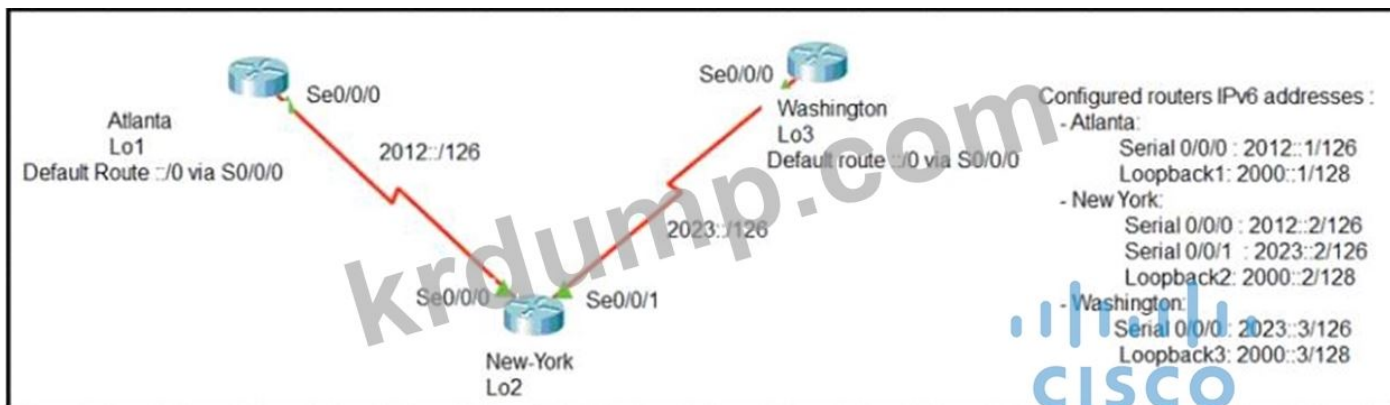 Se0/0/0
Atlanta
Lo1
Default Route ::/0 via S0/0/0
2012::/126
Se0/0/0
Washington
Lo3
Default route ::/0 via S0/0/0
2023::/126
Se0/0/0
Se0/0/1
New-York
Lo2
Configured routers IPv6 addresses :
- Atlanta:
Serial 0/0/0 : 2012::1/126
Loopback1: 2000::1/128
- New York:
Serial 0/0/0 : 2012::2/126
Serial 0/0/1 : 2023::2/126
Loopback2: 2000::2/128
- Washington:
Serial 0/0/0 : 2023::3/126
Loopback3: 2000::3/128
krdump.com
CISCO